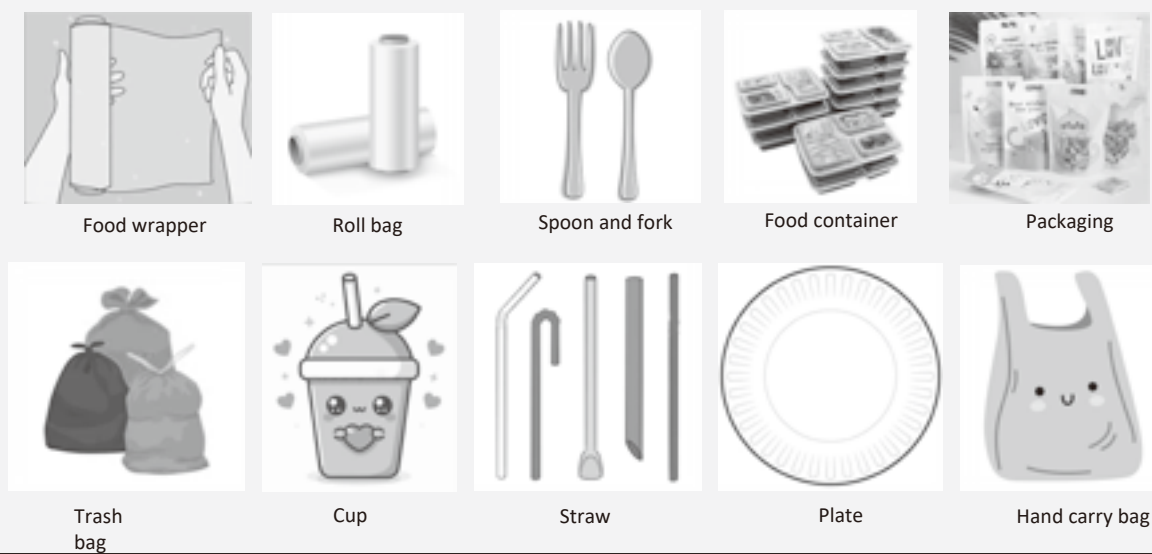 Food wrapper
Roll bag
Spoon and fork
Food container
Packaging
Trash
bag
Cup
Straw
Plate
Hand carry bag